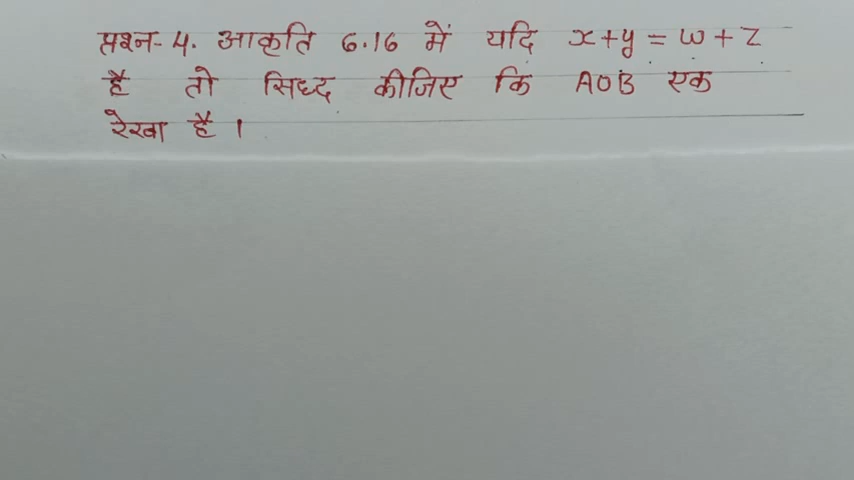 प्रश्न-4. आकृति 6.16 में यदि x+y = w+z
है तो सिध्द कीजिए कि AOB एक
रेखा है।